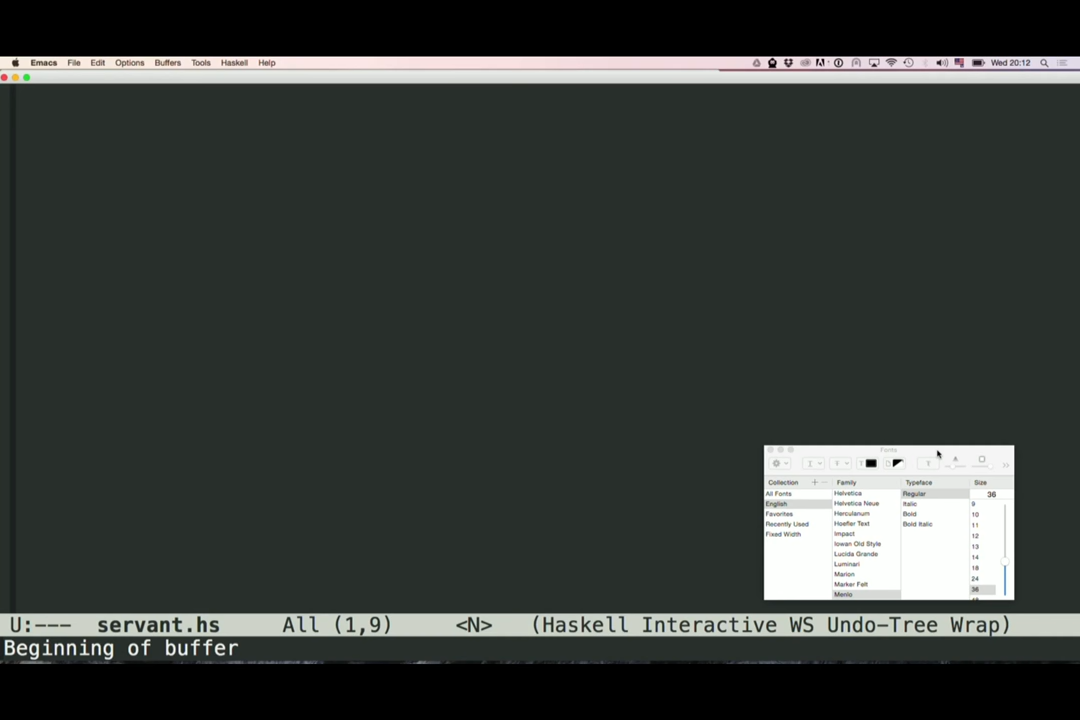 Emacs File Edit Options Buffers Tools Haskell Help Wed 20:12
Fonts
Collection Family Typeface Size
All Fonts Helvetica Regular 36
English Helvetica Neue Italic 9
Favorites Herculanum Bold 10
Recently Used Hoefler Text Bold Italic 11
Fixed Width Impact 12
Iowan Old Style 13
Lucida Grande 14
Luminari 18
Marion 24
Marker Felt 36
Menlo
U:--- servant.hs All (1,9) <N> (Haskell Interactive WS Undo-Tree Wrap)
Beginning of buffer